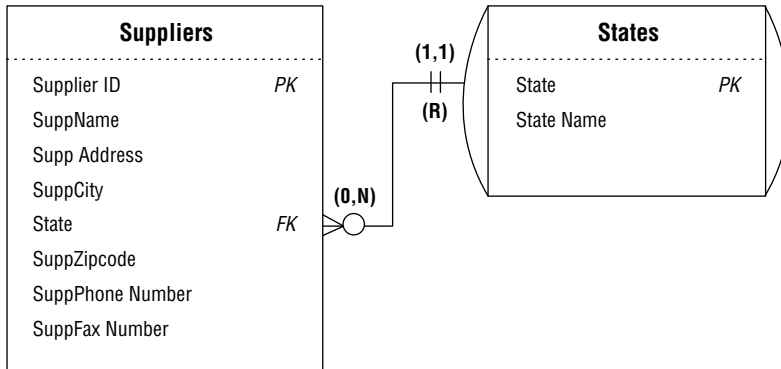 Suppliers
Supplier ID PK
SuppName
Supp Address
SuppCity
State FK
SuppZipcode
SuppPhone Number
SuppFax Number
(0,N)
(1,1)
(R)
States
State PK
State Name